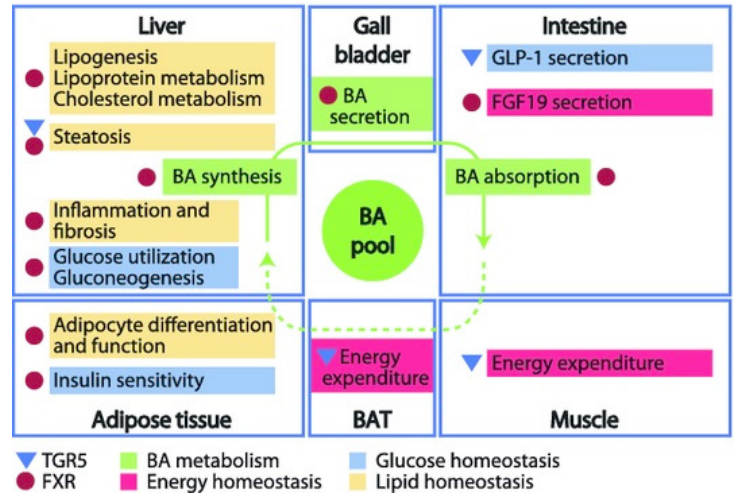 Liver
Lipogenesis
Lipoprotein metabolism
Cholesterol metabolism
Steatosis
BA synthesis
Inflammation and
fibrosis
Glucose utilization
Gluconeogenesis
Gall
bladder
BA
secretion
BA
pool
Intestine
GLP-1 secretion
FGF19 secretion
BA absorption
Adipocyte differentiation
and function
Insulin sensitivity
Adipose tissue
Energy
expenditure
BAT
Energy expenditure
Muscle
TGR5
FXR
BA metabolism
Energy homeostasis
Glucose homeostasis
Lipid homeostasis